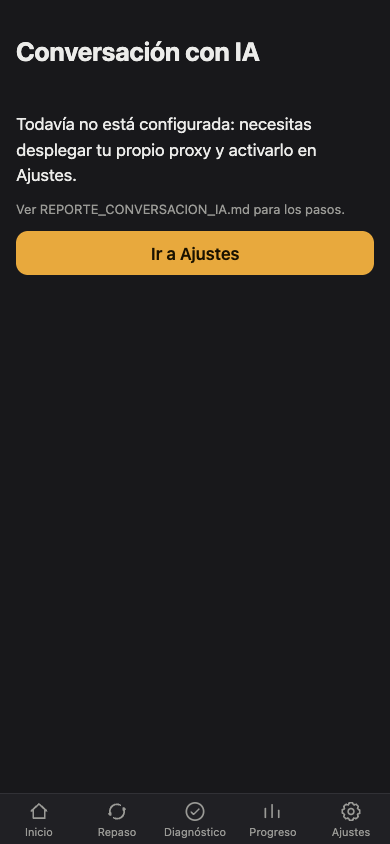 Conversación con IA
Todavía no está configurada: necesitas
desplegar tu propio proxy y activarlo en
Ajustes.
Ver REPORTE_CONVERSACION_IA.md para los pasos.
Ir a Ajustes
Inicio
Repaso
Diagnóstico
Progreso
Ajustes